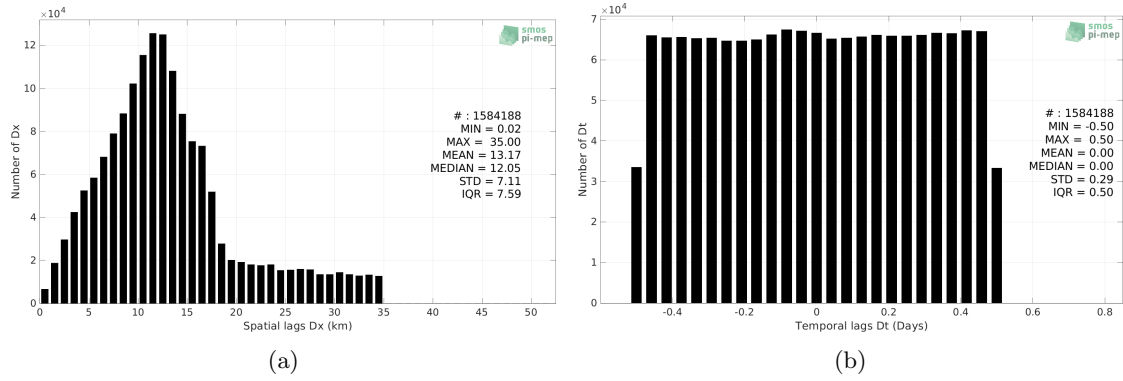 ×10⁴
12
10
8
6
4
2
0
Number of Dx
smos
pi-mep
# : 1584188
MIN = 0.02
MAX = 35.00
MEAN = 13.17
MEDIAN = 12.05
STD = 7.11
IQR = 7.59
0 5 10 15 20 25 30 35 40 45 50
Spatial lags Dx (km)
(a)
×10⁴
7
6
5
4
3
2
1
0
Number of Dt
smos
pi-mep
# : 1584188
MIN = -0.50
MAX = 0.50
MEAN = 0.00
MEDIAN = 0.00
STD = 0.29
IQR = 0.50
-0.4 -0.2 0 0.2 0.4 0.6 0.8
Temporal lags Dt (Days)
(b)